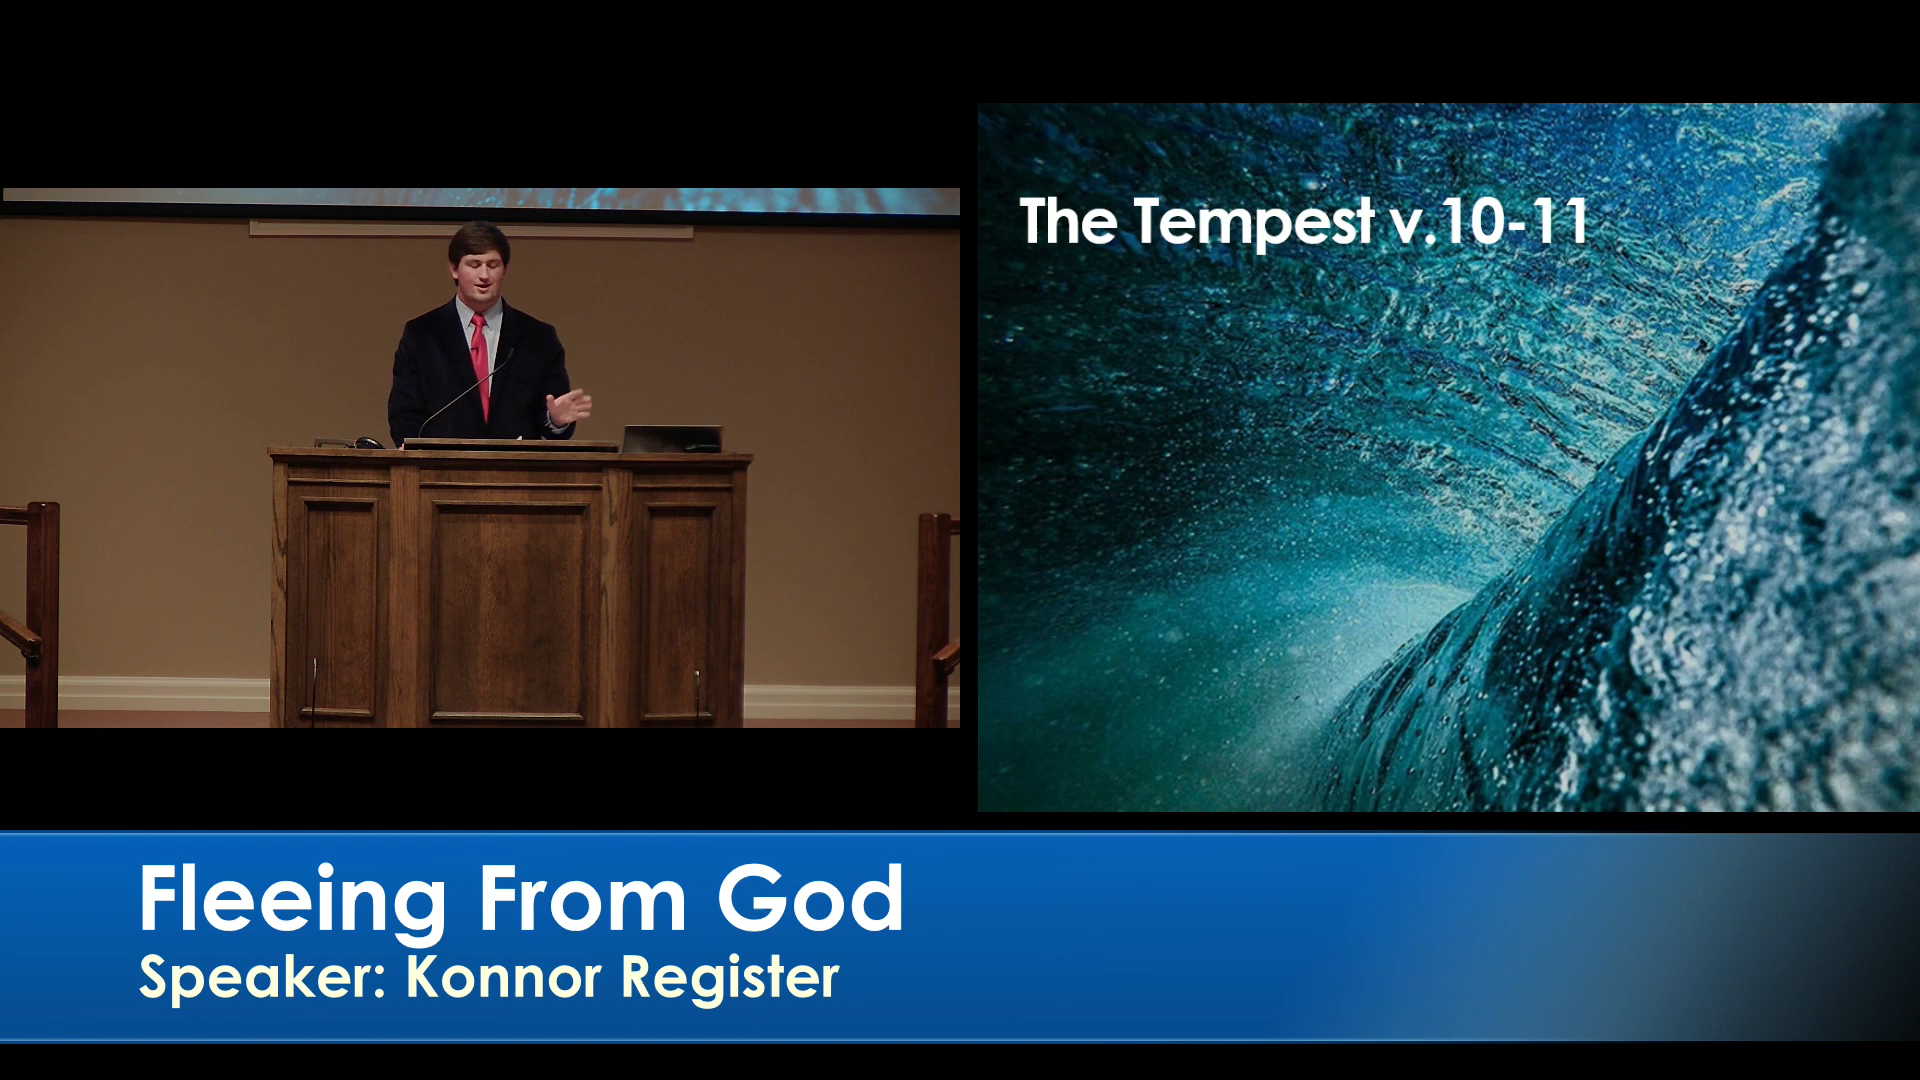 The Tempest v.10-11
Fleeing From God
Speaker: Konnor Register